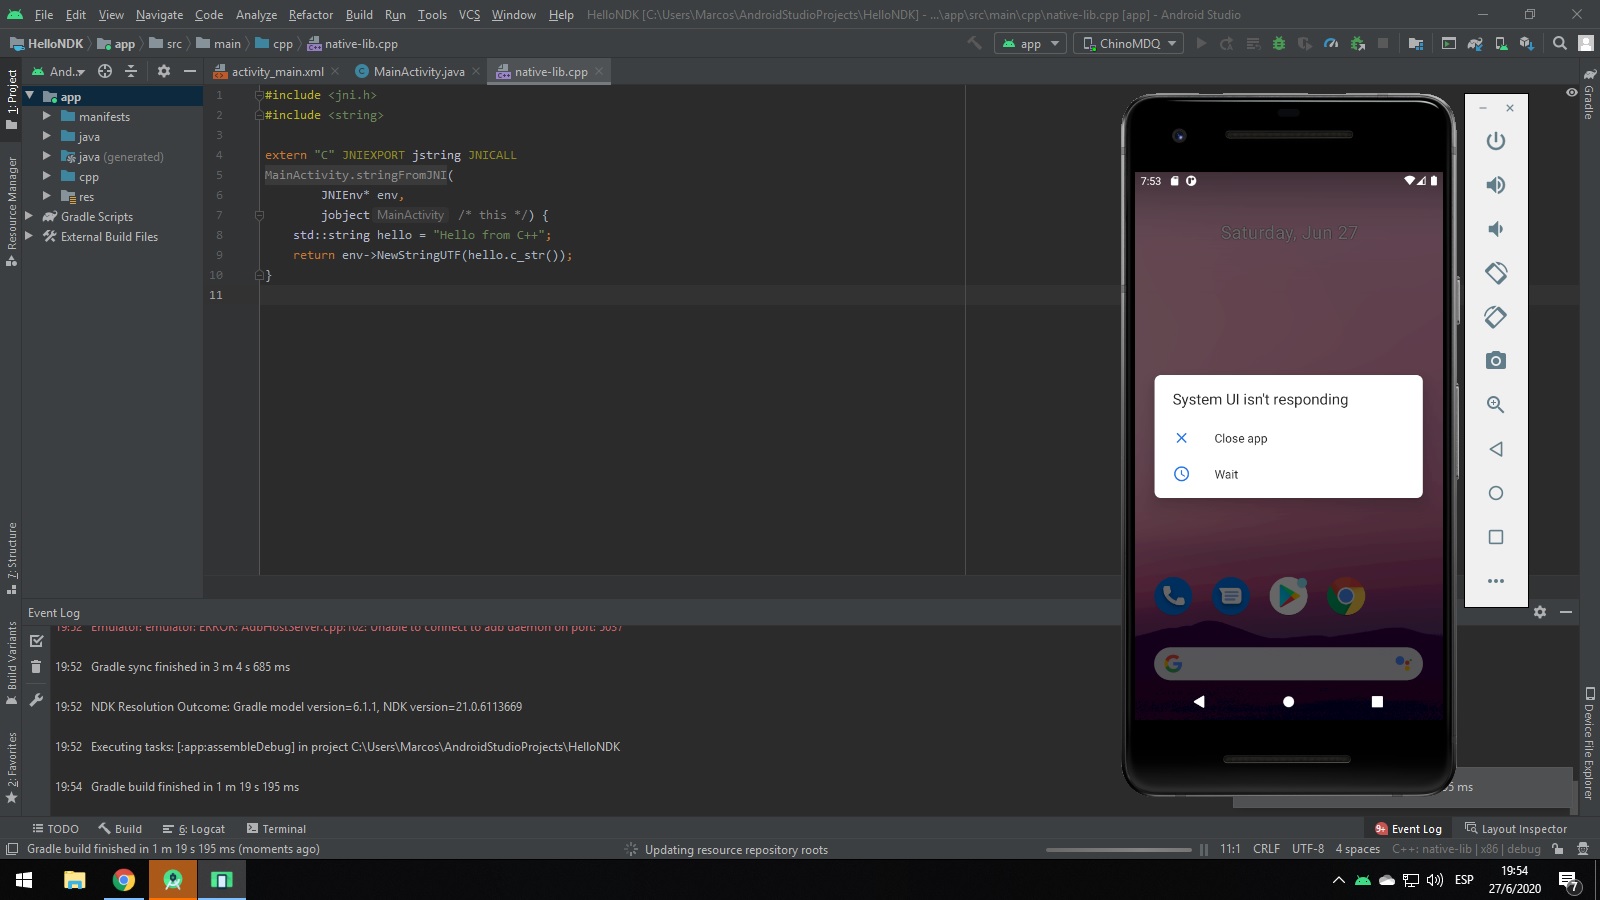 File Edit View Navigate Code Analyze Refactor Build Run Tools VCS Window Help HelloNDK [C:\Users\Marcos\AndroidStudioProjects\HelloNDK] - ...\app\src\main\cpp\native-lib.cpp [app] - Android Studio
HelloNDK app src main cpp native-lib.cpp app ChinoMDQ
And... activity_main.xml MainActivity.java native-lib.cpp
1: Project
Resource Manager
7: Structure
Build Variants
2: Favorites
app
manifests
java
java (generated)
cpp
res
Gradle Scripts
External Build Files
1 #include <jni.h>
2 #include <string>
3
4 extern "C" JNIEXPORT jstring JNICALL
5 MainActivity.stringFromJNI(
6 JNIEnv* env,
7 jobject MainActivity /* this */) {
8 std::string hello = "Hello from C++";
9 return env->NewStringUTF(hello.c_str());
10 }
11
7:53
Saturday, Jun 27
System UI isn't responding
Close app
Wait
Gradle
Device File Explorer
Event Log
19:52 Emulator: emulator: ERROR: AdbHostServer.cpp:102: Unable to connect to adb daemon on port: 5037
19:52 Gradle sync finished in 3 m 4 s 685 ms
19:52 NDK Resolution Outcome: Gradle model version=6.1.1, NDK version=21.0.6113669
19:52 Executing tasks: [:app:assembleDebug] in project C:\Users\Marcos\AndroidStudioProjects\HelloNDK
19:54 Gradle build finished in 1 m 19 s 195 ms
5 ms
TODO Build 6: Logcat Terminal 9+ Event Log Layout Inspector
Gradle build finished in 1 m 19 s 195 ms (moments ago) Updating resource repository roots 11:1 CRLF UTF-8 4 spaces C++: native-lib | x86 | debug
ESP
19:54
27/6/2020
7